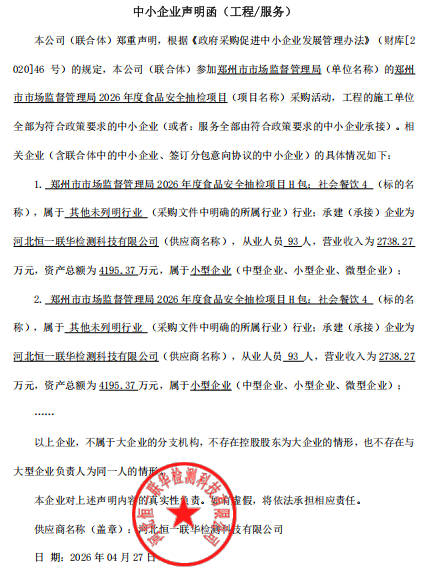 中小企业声明函（工程/服务）
本公司（联合体）郑重声明，根据《政府采购促进中小企业发展管理办法》（财库[2
020]46 号）的规定，本公司（联合体）参加郑州市市场监督管理局（单位名称）的郑州
市市场监督管理局 2026 年度食品安全抽检项目（项目名称）采购活动，工程的施工单位
全部为符合政策要求的中小企业（或者：服务全部由符合政策要求的中小企业承接）。相
关企业（含联合体中的中小企业、签订分包意向协议的中小企业）的具体情况如下：
1. 郑州市市场监督管理局 2026 年度食品安全抽检项目 H 包：社会餐饮 4 （标的名
称），属于 其他未列明行业 （采购文件中明确的所属行业）行业；承建（承接）企业为
河北恒一联华检测科技有限公司（供应商名称），从业人员 93 人，营业收入为 2738.27
万元，资产总额为 4195.37 万元，属于 小型企业（中型企业、小型企业、微型企业）；
2. 郑州市市场监督管理局 2026 年度食品安全抽检项目 H 包：社会餐饮 4 （标的名
称），属于 其他未列明行业 （采购文件中明确的所属行业）行业；承建（承接）企业为
河北恒一联华检测科技有限公司（供应商名称），从业人员 93 人，营业收入为 2738.27
万元，资产总额为 4195.37 万元，属于 小型企业（中型企业、小型企业、微型企业）；
……
以上企业，不属于大企业的分支机构，不存在控股股东为大企业的情形，也不存在与
大型企业负责人为同一人的情形。
本企业对上述声明内容的真实性负责。如有虚假，将依法承担相应责任。
供应商名称（盖章）：河北恒一联华检测科技有限公司
日 期：2026 年 04 月 27 日
河北恒一联华检测科技有限公司